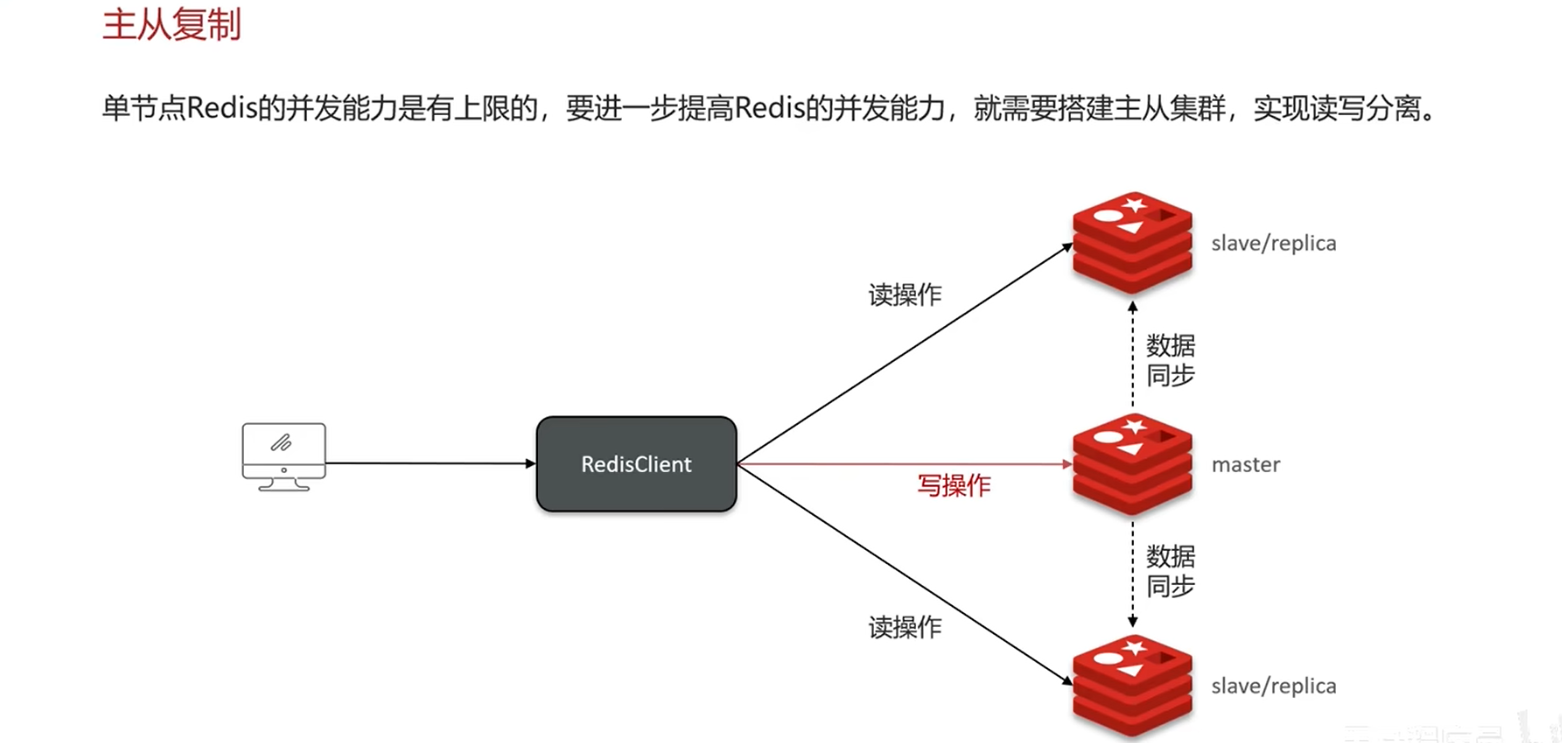 主从复制
单节点Redis的并发能力是有上限的，要进一步提高Redis的并发能力，就需要搭建主从集群，实现读写分离。
slave/replica
读操作
数据
同步
RedisClient
master
写操作
数据
同步
读操作
slave/replica